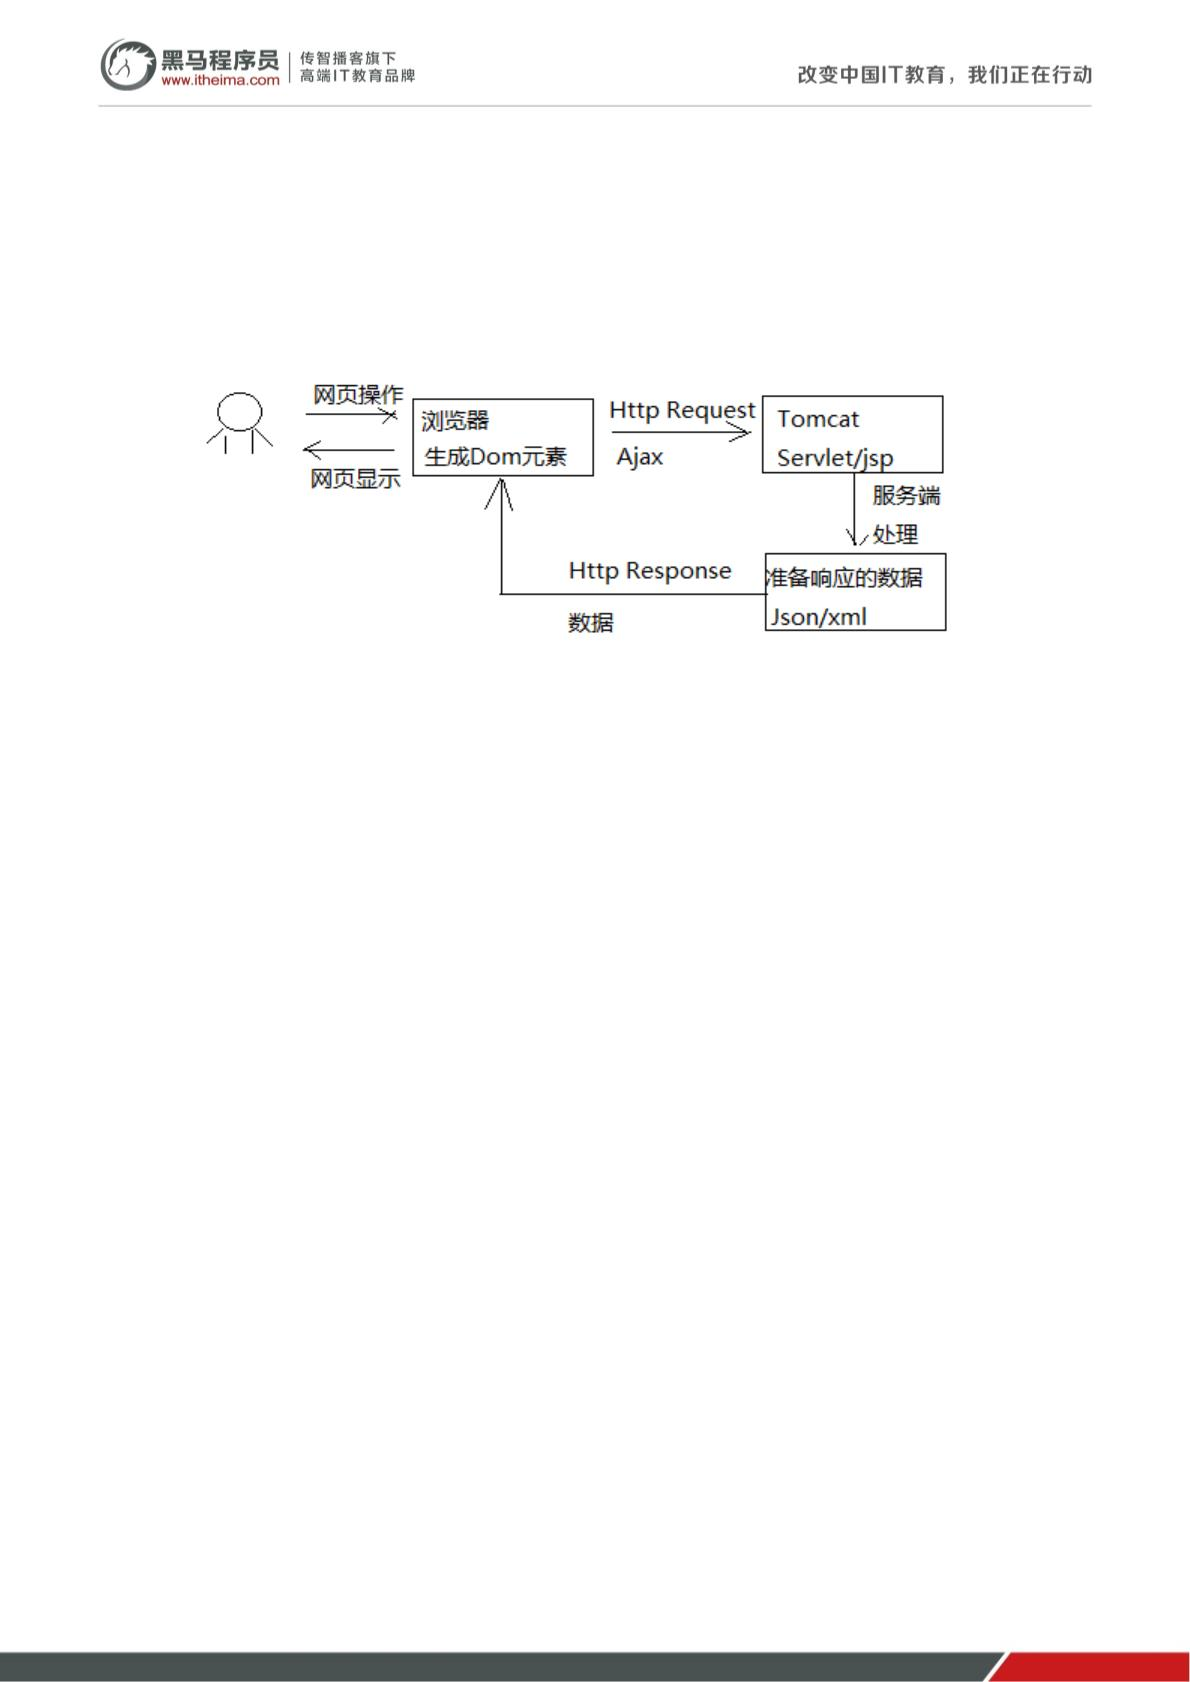 黑马程序员
www.itheima.com
传智播客旗下
高端IT教育品牌
改变中国IT教育，我们正在行动
网页操作
网页显示
浏览器
生成Dom元素
Http Request
Ajax
Tomcat
Servlet/jsp
服务端
处理
准备响应的数据
Json/xml
Http Response
数据